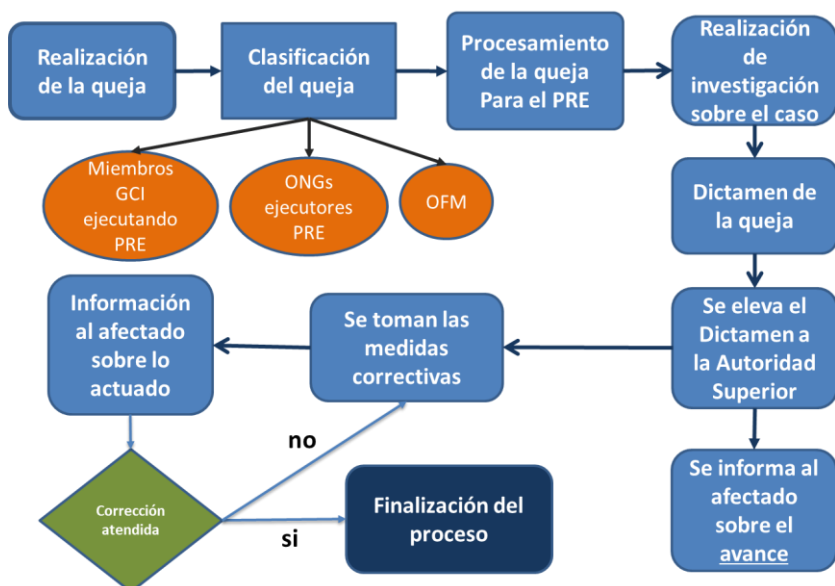 Realización
de la queja
Clasificación
del queja
Procesamiento
de la queja
Para el PRE
Realización
de
investigación
sobre el caso
Miembros
GCI
ejecutando
PRE
ONGs
ejecutores
PRE
OFM
Dictamen de
la queja
Se eleva el
Dictamen a
la Autoridad
Superior
Se toman las
medidas
correctivas
Información
al afectado
sobre lo
actuado
Se informa al
afectado
sobre el
avance
no
Corrección
atendida
si
Finalización del
proceso